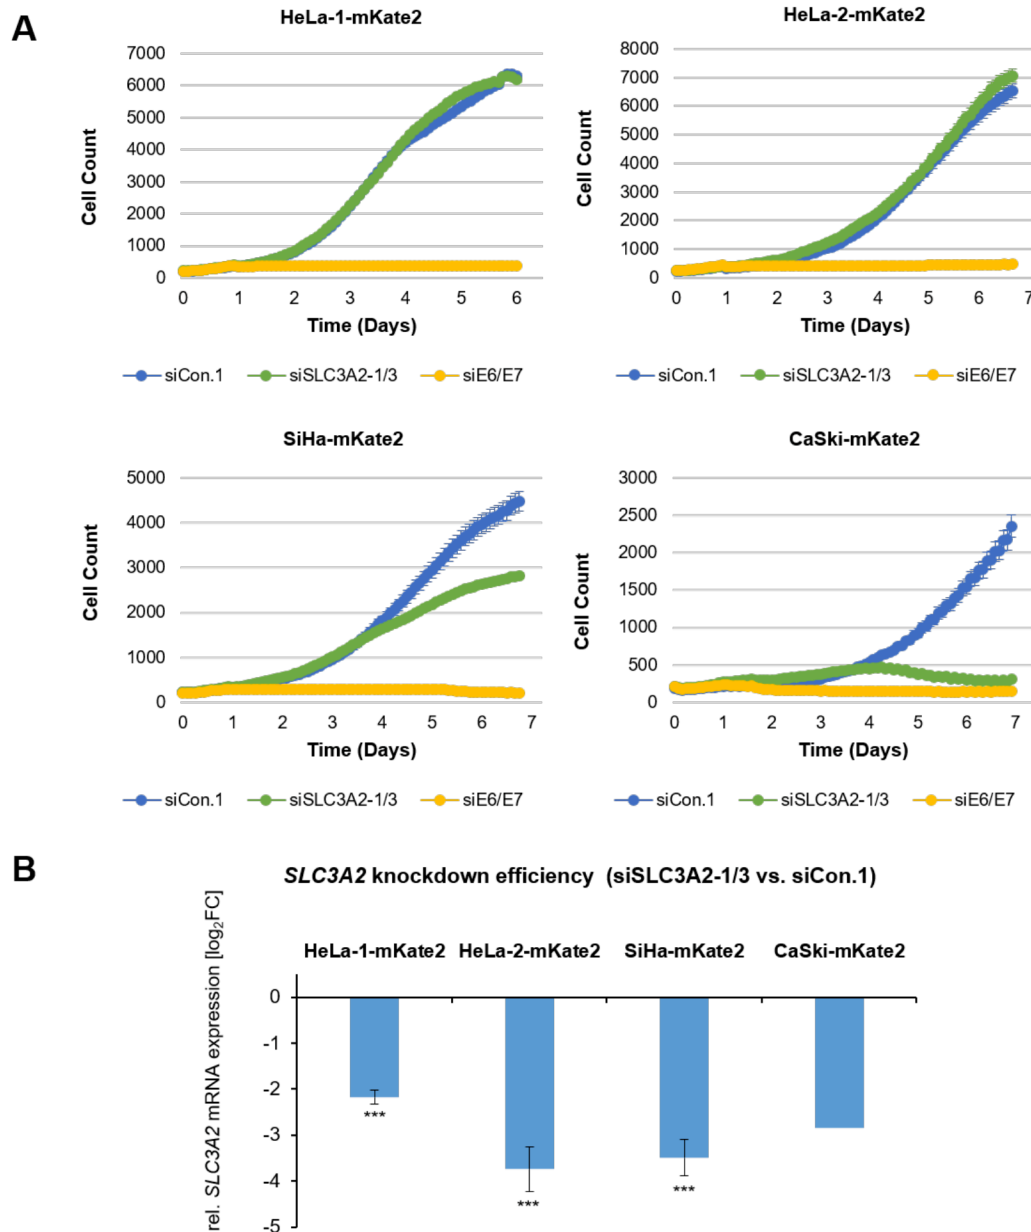 A
HeLa-1-mKate2
7000
6000
5000
4000
3000
2000
1000
0
Cell Count
0 1 2 3 4 5 6
Time (Days)
siCon.1 siSLC3A2-1/3 siE6/E7
HeLa-2-mKate2
8000
7000
6000
5000
4000
3000
2000
1000
0
Cell Count
0 1 2 3 4 5 6 7
Time (Days)
siCon.1 siSLC3A2-1/3 siE6/E7
SiHa-mKate2
5000
4000
3000
2000
1000
0
Cell Count
0 1 2 3 4 5 6 7
Time (Days)
siCon.1 siSLC3A2-1/3 siE6/E7
CaSki-mKate2
3000
2500
2000
1500
1000
500
0
Cell Count
0 1 2 3 4 5 6 7
Time (Days)
siCon.1 siSLC3A2-1/3 siE6/E7
B
SLC3A2 knockdown efficiency (siSLC3A2-1/3 vs. siCon.1)
rel. SLC3A2 mRNA expression [log₂FC]
HeLa-1-mKate2 HeLa-2-mKate2 SiHa-mKate2 CaSki-mKate2
0
-1
-2
-3
-4
-5
***
***
***